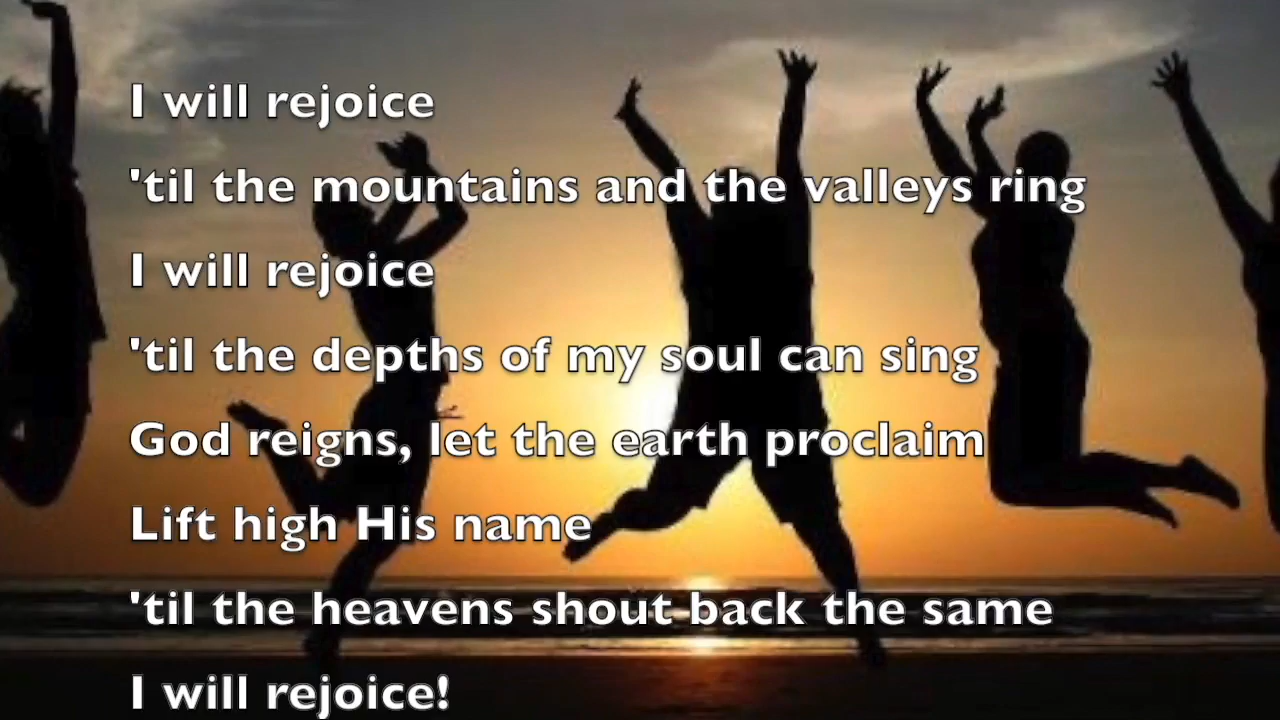 I will rejoice
'til the mountains and the valleys ring
I will rejoice
'til the depths of my soul can sing
God reigns, let the earth proclaim
Lift high His name
'til the heavens shout back the same
I will rejoice!